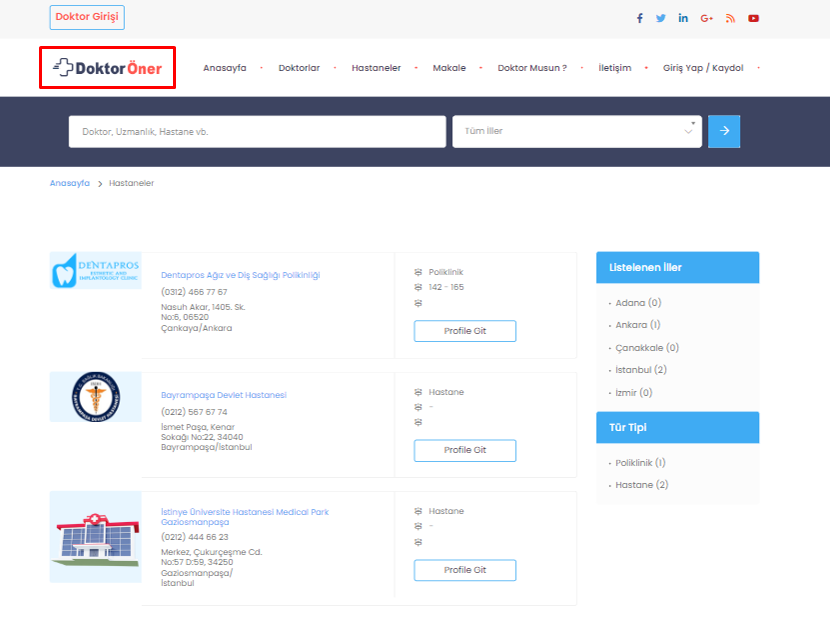 Doktor Girişi
DoktorÖner
Anasayfa
Doktorlar
Hastaneler
Makale
Doktor Musun ?
İletişim
Giriş Yap / Kaydol
Doktor, Uzmanlık, Hastane vb.
Tüm İller
Anasayfa > Hastaneler
DENTAPROS
ESTHETIC AND
IMPLANTOLOGY CLINIC
Dentapros Ağız ve Diş Sağlığı Polikinliği
(0312) 466 77 67
Nasuh Akar, 1405. Sk.
No:6, 06520
Çankaya/Ankara
Poliklinik
142 - 165
Profile Git
Bayrampaşa Devlet Hastanesi
(0212) 567 67 74
İsmet Paşa, Kenar
Sokağı No:22, 34040
Bayrampaşa/İstanbul
Hastane
-
Profile Git
İstinye Üniversite Hastanesi Medical Park
Gaziosmanpaşa
(0212) 444 66 23
Merkez, Çukurçeşme Cd.
No:57 D:59, 34250
Gaziosmanpaşa/
İstanbul
Hastane
-
Profile Git
Listelenen İller
Adana (0)
Ankara (1)
Çanakkale (0)
İstanbul (2)
İzmir (0)
Tür Tipi
Poliklinik (1)
Hastane (2)